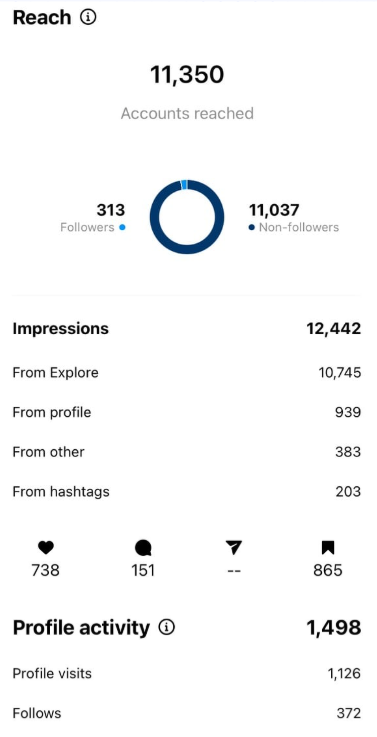 Reach
11,350
Accounts reached
313 11,037
Followers Non-followers
Impressions 12,442
From Explore 10,745
From profile 939
From other 383
From hashtags 203
738 151 -- 865
Profile activity 1,498
Profile visits 1,126
Follows 372